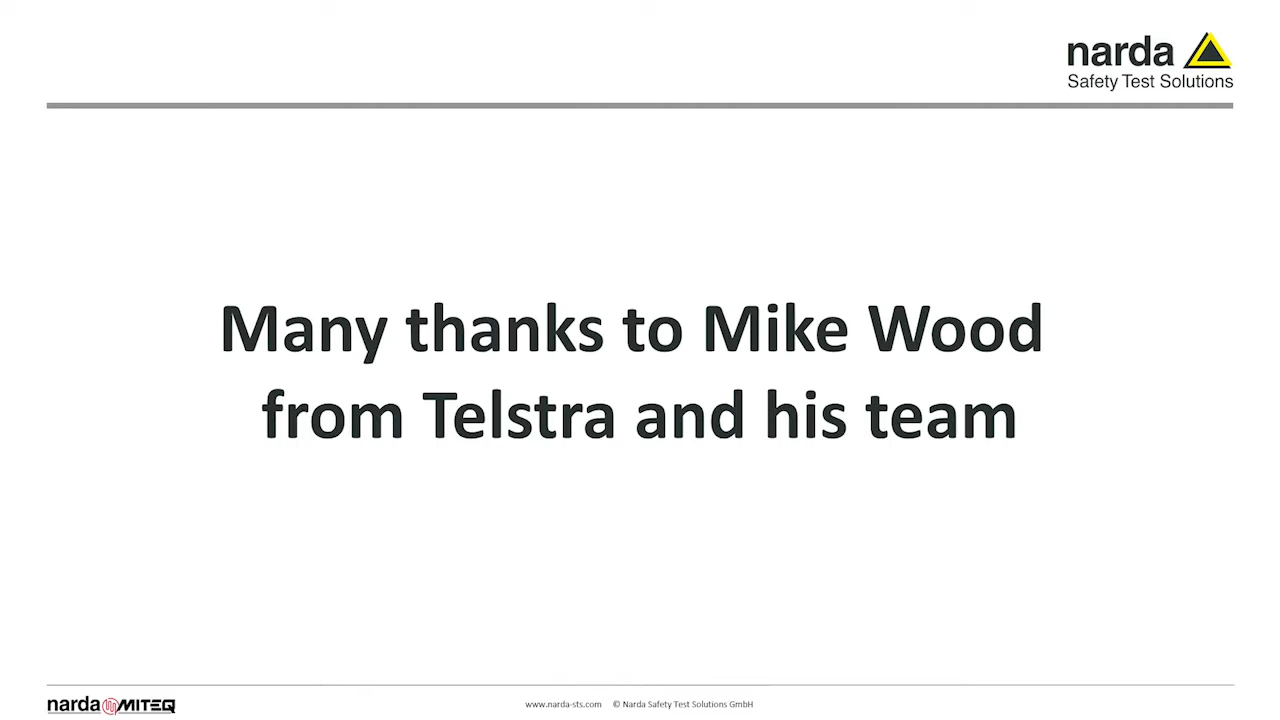 narda
Safety Test Solutions
Many thanks to Mike Wood
from Telstra and his team
narda MITEQ
www.narda-sts.com © Narda Safety Test Solutions GmbH